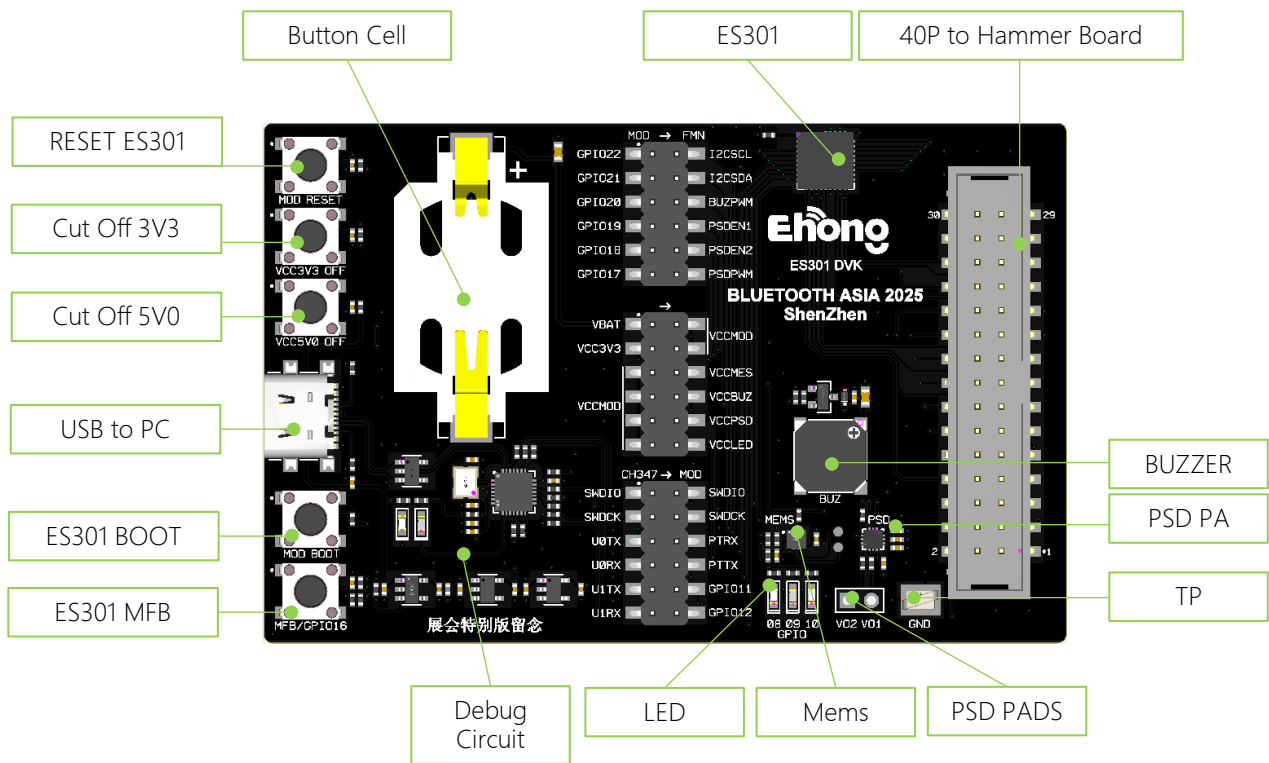 Button Cell
ES301
40P to Hammer Board
RESET ES301
Cut Off 3V3
Cut Off 5V0
USB to PC
ES301 BOOT
ES301 MFB
Debug
Circuit
LED
Mems
PSD PADS
BUZZER
PSD PA
TP
MOD RESET
VCC3V3 OFF
VCC5V0 OFF
MOD BOOT
MFB/GPIO16
+
MOD → FMN
GPIO22 I2CSCL
GPIO21 I2CSDA
GPIO20 BUZPWM
GPIO19 PSDEN1
GPIO18 PSDEN2
GPIO17 PSDPWM
→
VBAT
VCC3V3
VCCMOD
VCCMOD
VCCMES
VCCBUZ
VCCPSD
VCCLED
CH347 → MOD
SWDIO SWDIO
SWDCK SWDCK
U0TX PTRX
U0RX PTTX
U1TX GPIO11
U1RX GPIO12
展会特别版留念
Ehong
ES301 DVK
BLUETOOTH ASIA 2025
ShenZhen
30 29
2 1
BUZ
MEMS
PSD
08 09 10
GPIO
VO2 VO1
GND